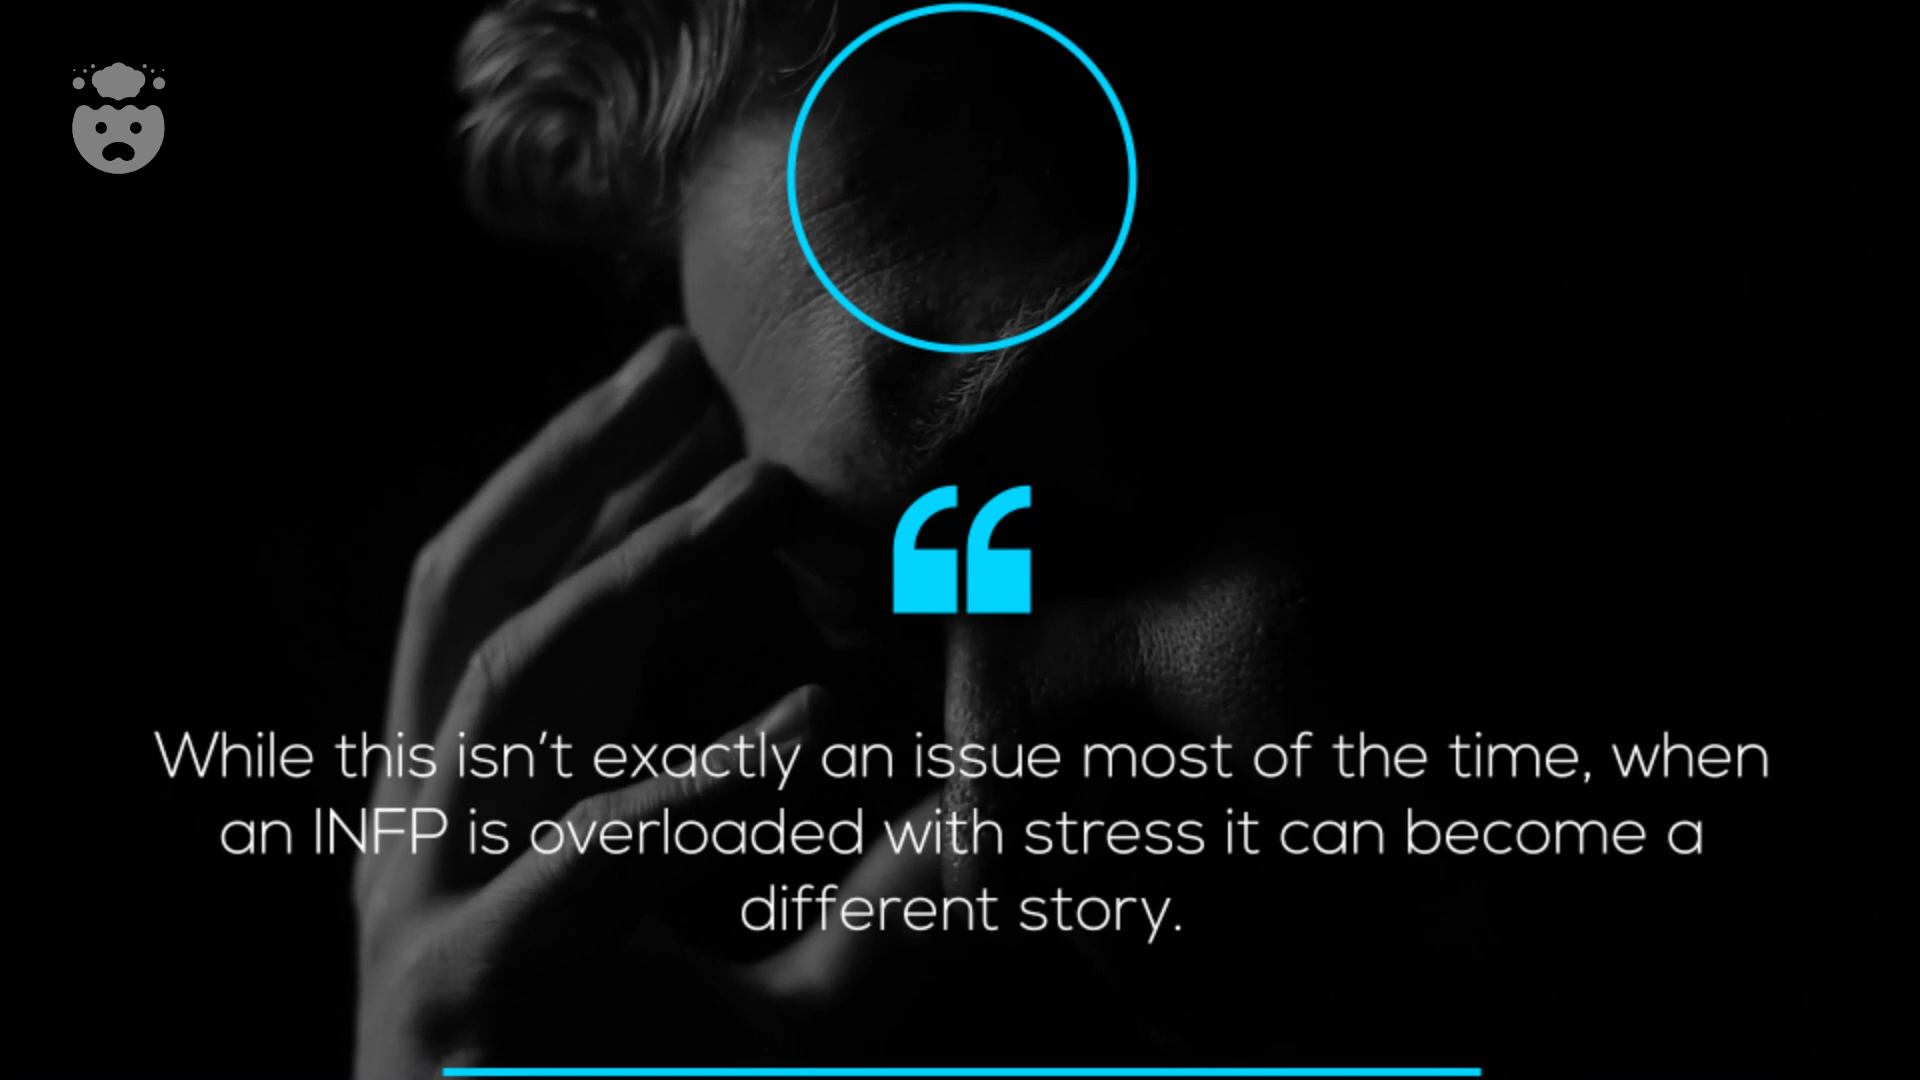 “
While this isn’t exactly an issue most of the time, when
an INFP is overloaded with stress it can become a
different story.